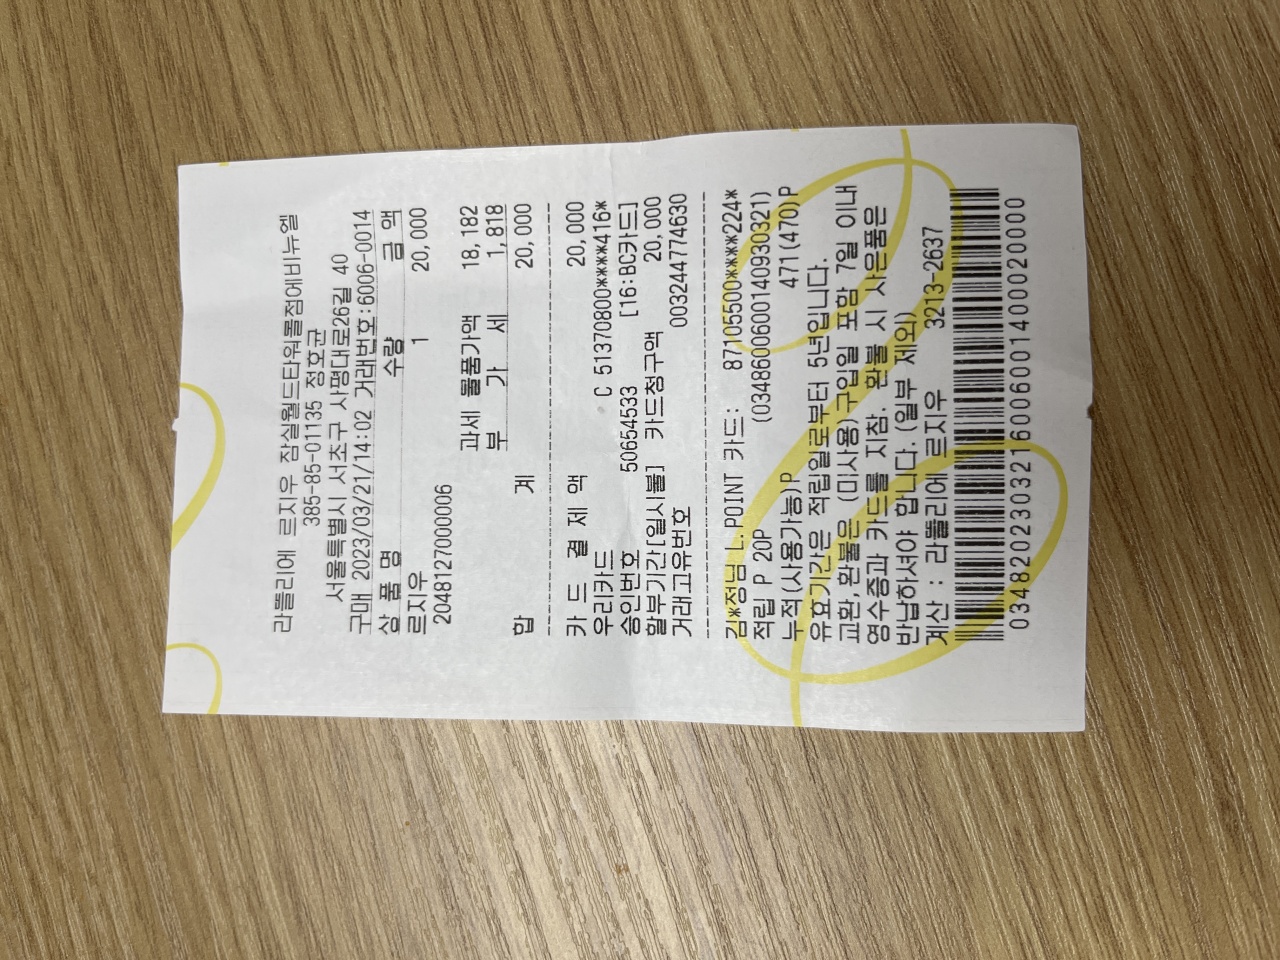 라뜰리에 르지우 잠실월드타워몰점에비뉴엘
385-85-01135 정호균
서울특별시 서초구 사평대로26길 40
구매 2023/03/21/14:02 거래번호:6006-0014
상 품 명 수량 금 액
르지우 1 20,000
2048127000006
과세 물품가액 18,182
부 가 세 1,818
합 계 20,000
카 드 결 제 액 20,000
우리카드 C 51370800****416*
승인번호 50654533 [16:BC카드]
할부기간[일시불] 카드청구액 20,000
거래고유번호 003244774630
김*정님 L.POINT 카드: 87105500****224*
적립 P 20P (0348600600140930321)
누적(사용가능)P 471(470)P
유효기간은 적립일로부터 5년입니다.
교환,환불은 (미사용)구입일 포함 7일 이내
영수증과 카드를 지참. 환불 시 사은품은
반납하셔야 합니다. (일부 제외)
계산 : 라뜰리에 르지우 3213-2637
0348202303216006001400020000